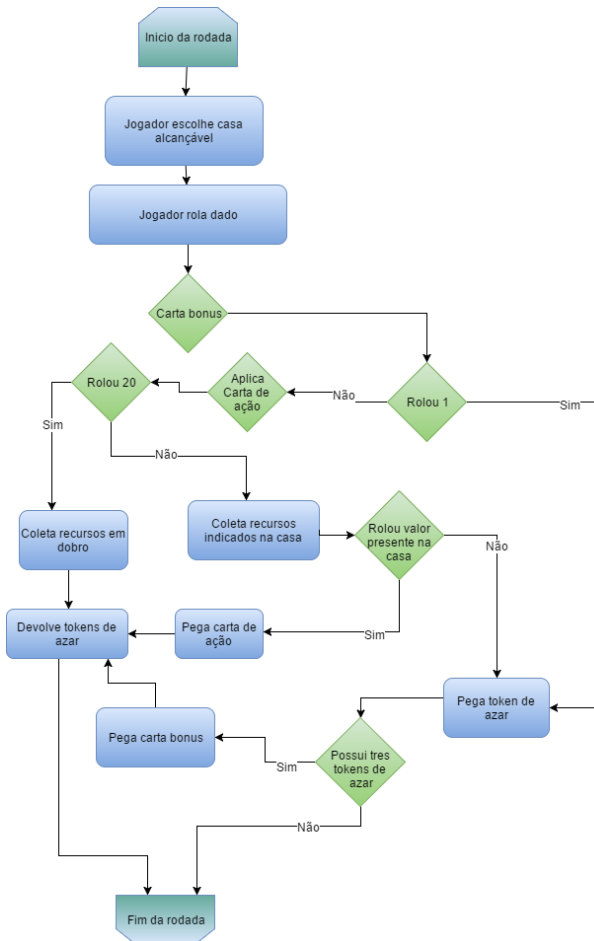 Inicio da rodada
Jogador escolhe casa
alcançável
Jogador rola dado
Carta bonus
Rolou 20
Aplica
Carta de
ação
Não
Rolou 1
Sim
Sim
Não
Coleta recursos em
dobro
Coleta recursos
indicados na casa
Rolou valor
presente na
casa
Não
Devolve tokens de
azar
Pega carta de
ação
Sim
Pega token de
azar
Pega carta bonus
Sim
Possui tres
tokens de
azar
Não
Fim da rodada